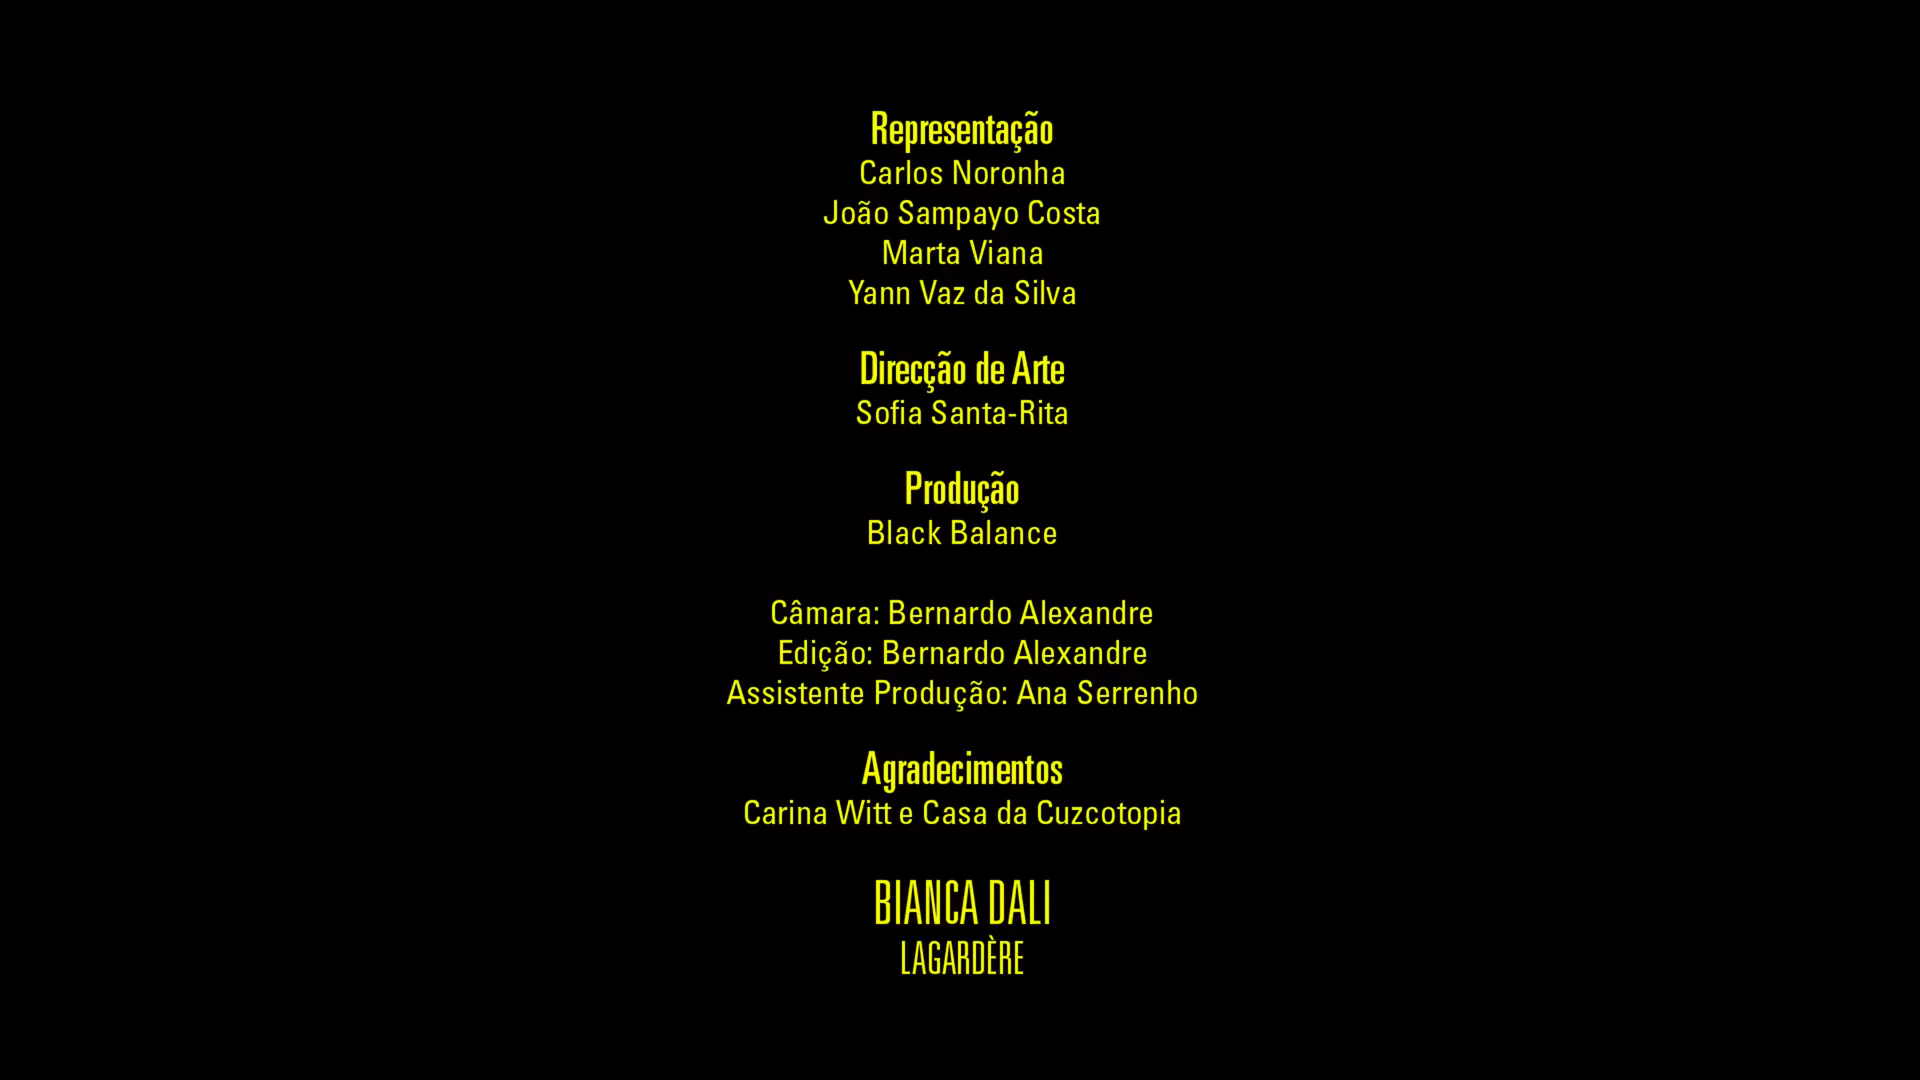 Representação
Carlos Noronha
João Sampayo Costa
Marta Viana
Yann Vaz da Silva
Direcção de Arte
Sofia Santa-Rita
Produção
Black Balance
Câmara: Bernardo Alexandre
Edição: Bernardo Alexandre
Assistente Produção: Ana Serrenho
Agradecimentos
Carina Witt e Casa da Cuzcotopia
BIANCA DALI
LAGARDÈRE